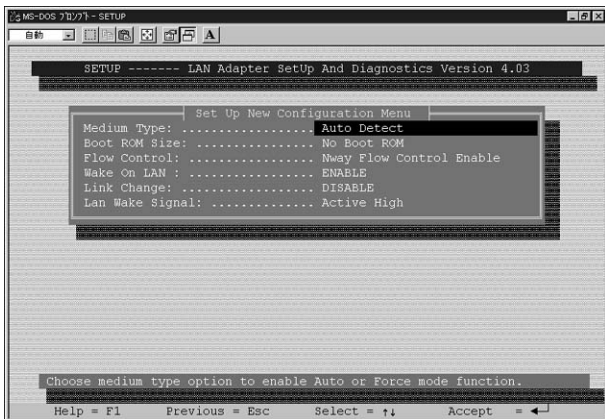 MS-DOS プロンプト - SETUP
自動
A
SETUP ------- LAN Adapter SetUp And Diagnostics Version 4.03
Set Up New Configuration Menu
Medium Type: .................. Auto Detect
Boot ROM Size: ................ No Boot ROM
Flow Control: ................. Nway Flow Control Enable
Wake On LAN : ................. ENABLE
Link Change: .................. DISABLE
Lan Wake Signal: .............. Active High
Choose medium type option to enable Auto or Force mode function.
Help = F1 Previous = Esc Select = ↑↓ Accept = ↵